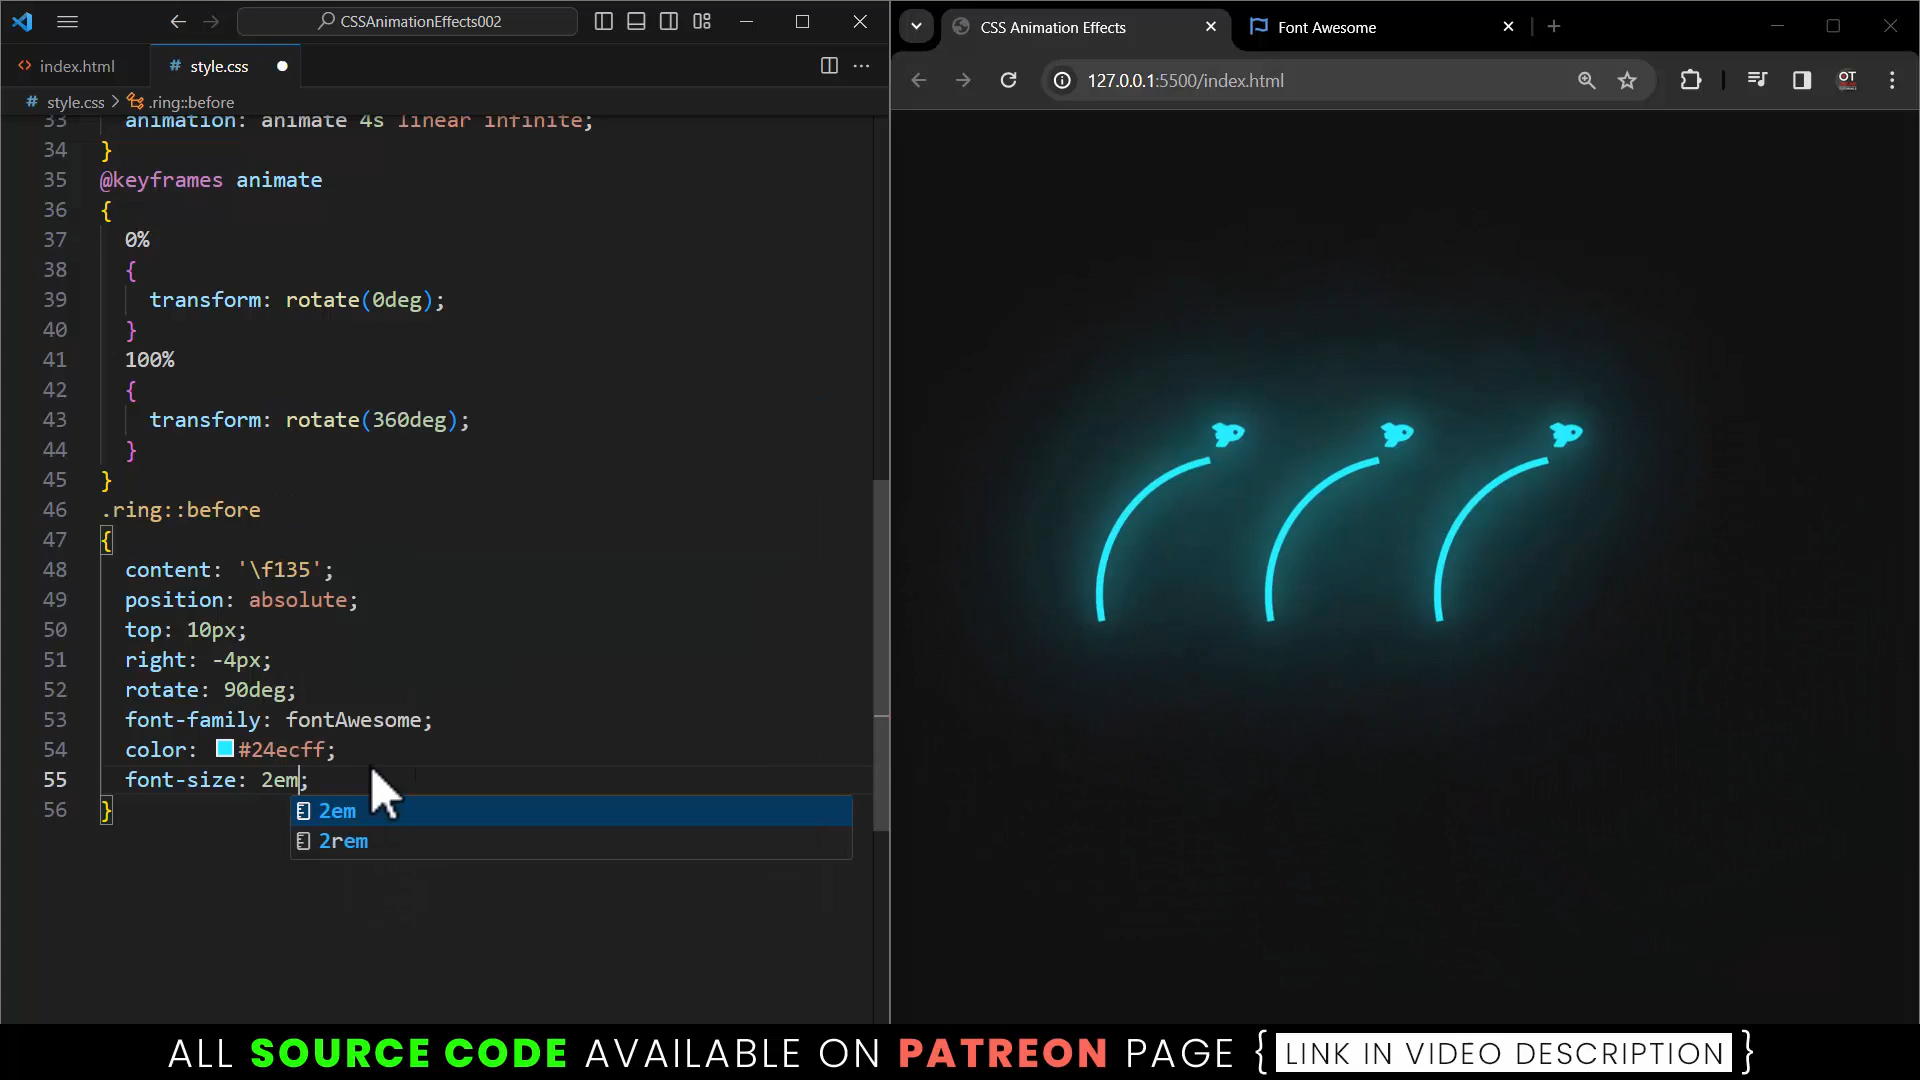 CSSAnimationEffects002
index.html
# style.css
# style.css > .ring::before
33 animation: animate 4s linear infinite;
34 }
35 @keyframes animate
36 {
37 0%
38 {
39 transform: rotate(0deg);
40 }
41 100%
42 {
43 transform: rotate(360deg);
44 }
45 }
46 .ring::before
47 {
48 content: '\f135';
49 position: absolute;
50 top: 10px;
51 right: -4px;
52 rotate: 90deg;
53 font-family: fontAwesome;
54 color: #24ecff;
55 font-size: 2em;
2em
56 }
2rem
CSS Animation Effects
Font Awesome
127.0.0.1:5500/index.html
OT
ALL SOURCE CODE AVAILABLE ON PATREON PAGE { LINK IN VIDEO DESCRIPTION }